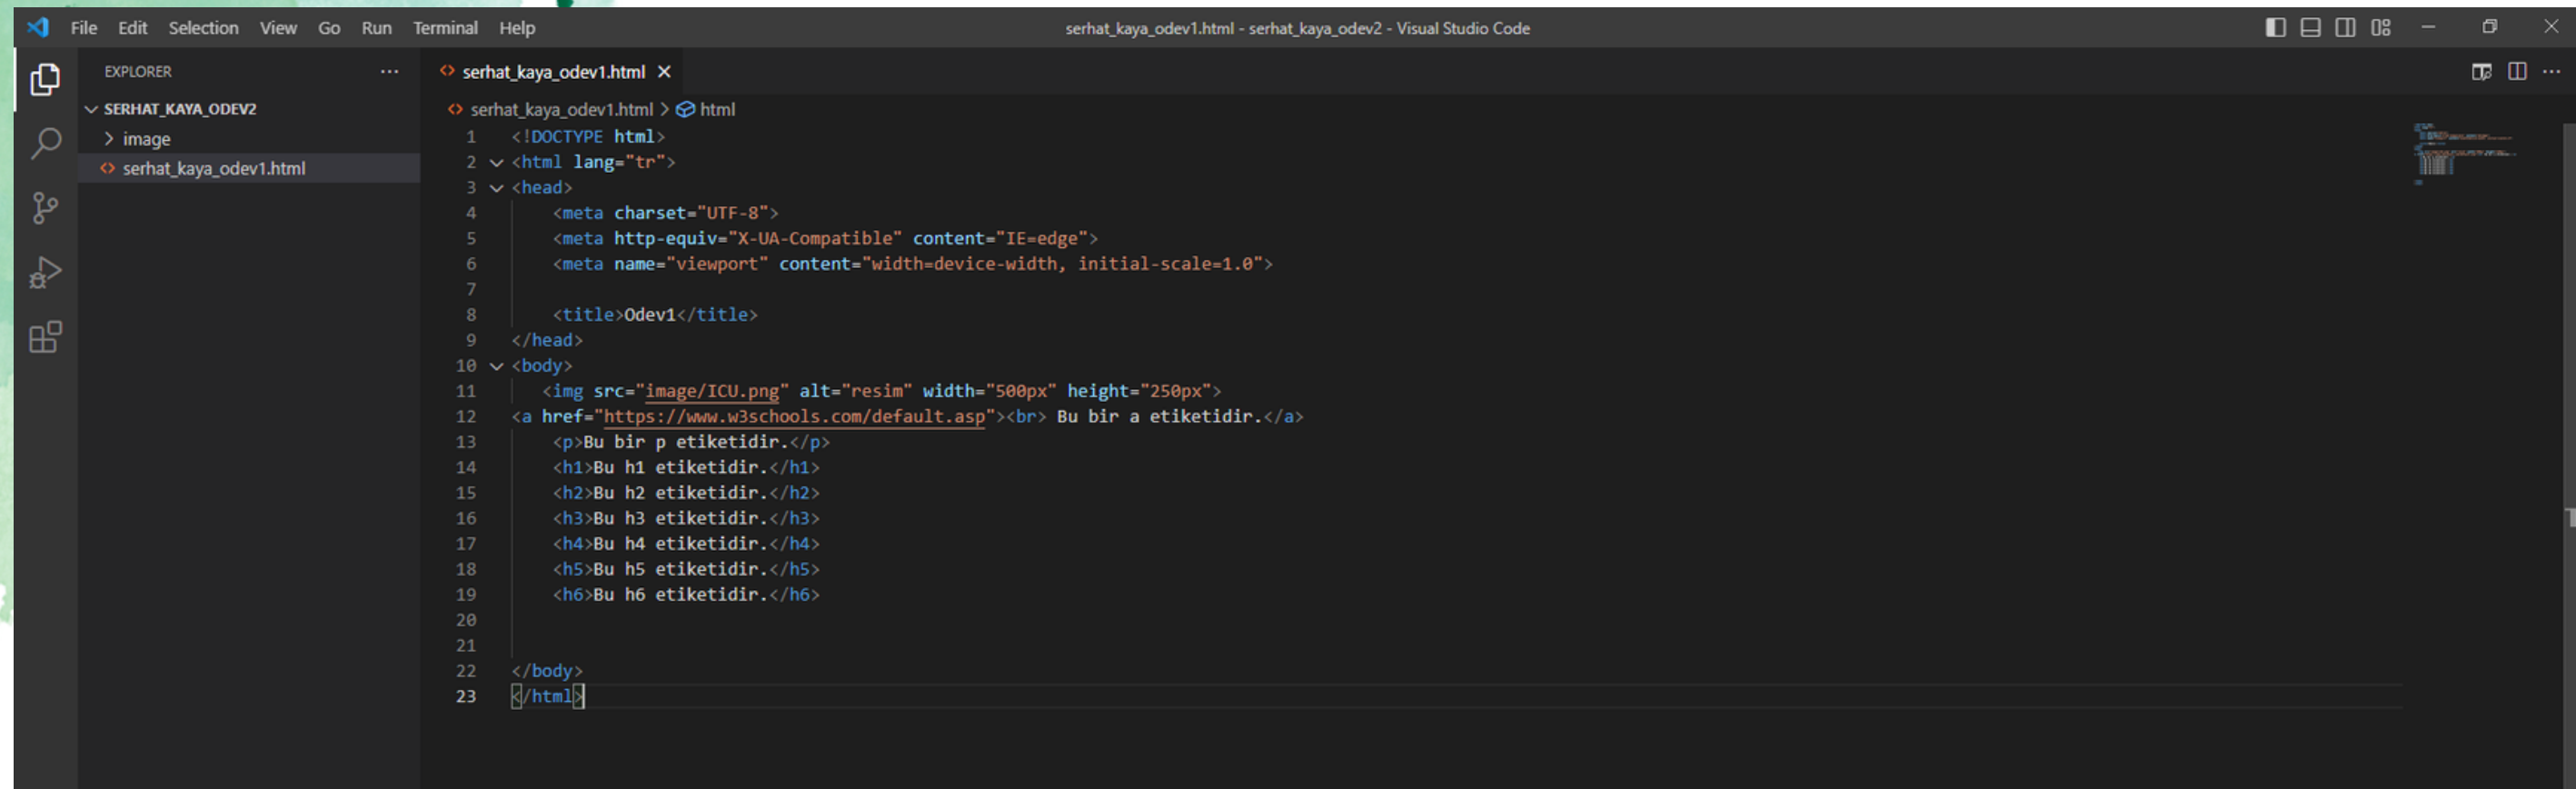 File Edit Selection View Go Run Terminal Help
serhat_kaya_odev1.html - serhat_kaya_odev2 - Visual Studio Code
EXPLORER
SERHAT_KAYA_ODEV2
image
serhat_kaya_odev1.html
serhat_kaya_odev1.html
serhat_kaya_odev1.html > html
1 <!DOCTYPE html>
2 <html lang="tr">
3 <head>
4 <meta charset="UTF-8">
5 <meta http-equiv="X-UA-Compatible" content="IE=edge">
6 <meta name="viewport" content="width=device-width, initial-scale=1.0">
7
8 <title>Odev1</title>
9 </head>
10 <body>
11 <img src="image/ICU.png" alt="resim" width="500px" height="250px">
12 <a href="https://www.w3schools.com/default.asp"><br> Bu bir a etiketidir.</a>
13 <p>Bu bir p etiketidir.</p>
14 <h1>Bu h1 etiketidir.</h1>
15 <h2>Bu h2 etiketidir.</h2>
16 <h3>Bu h3 etiketidir.</h3>
17 <h4>Bu h4 etiketidir.</h4>
18 <h5>Bu h5 etiketidir.</h5>
19 <h6>Bu h6 etiketidir.</h6>
20
21
22 </body>
23 </html>